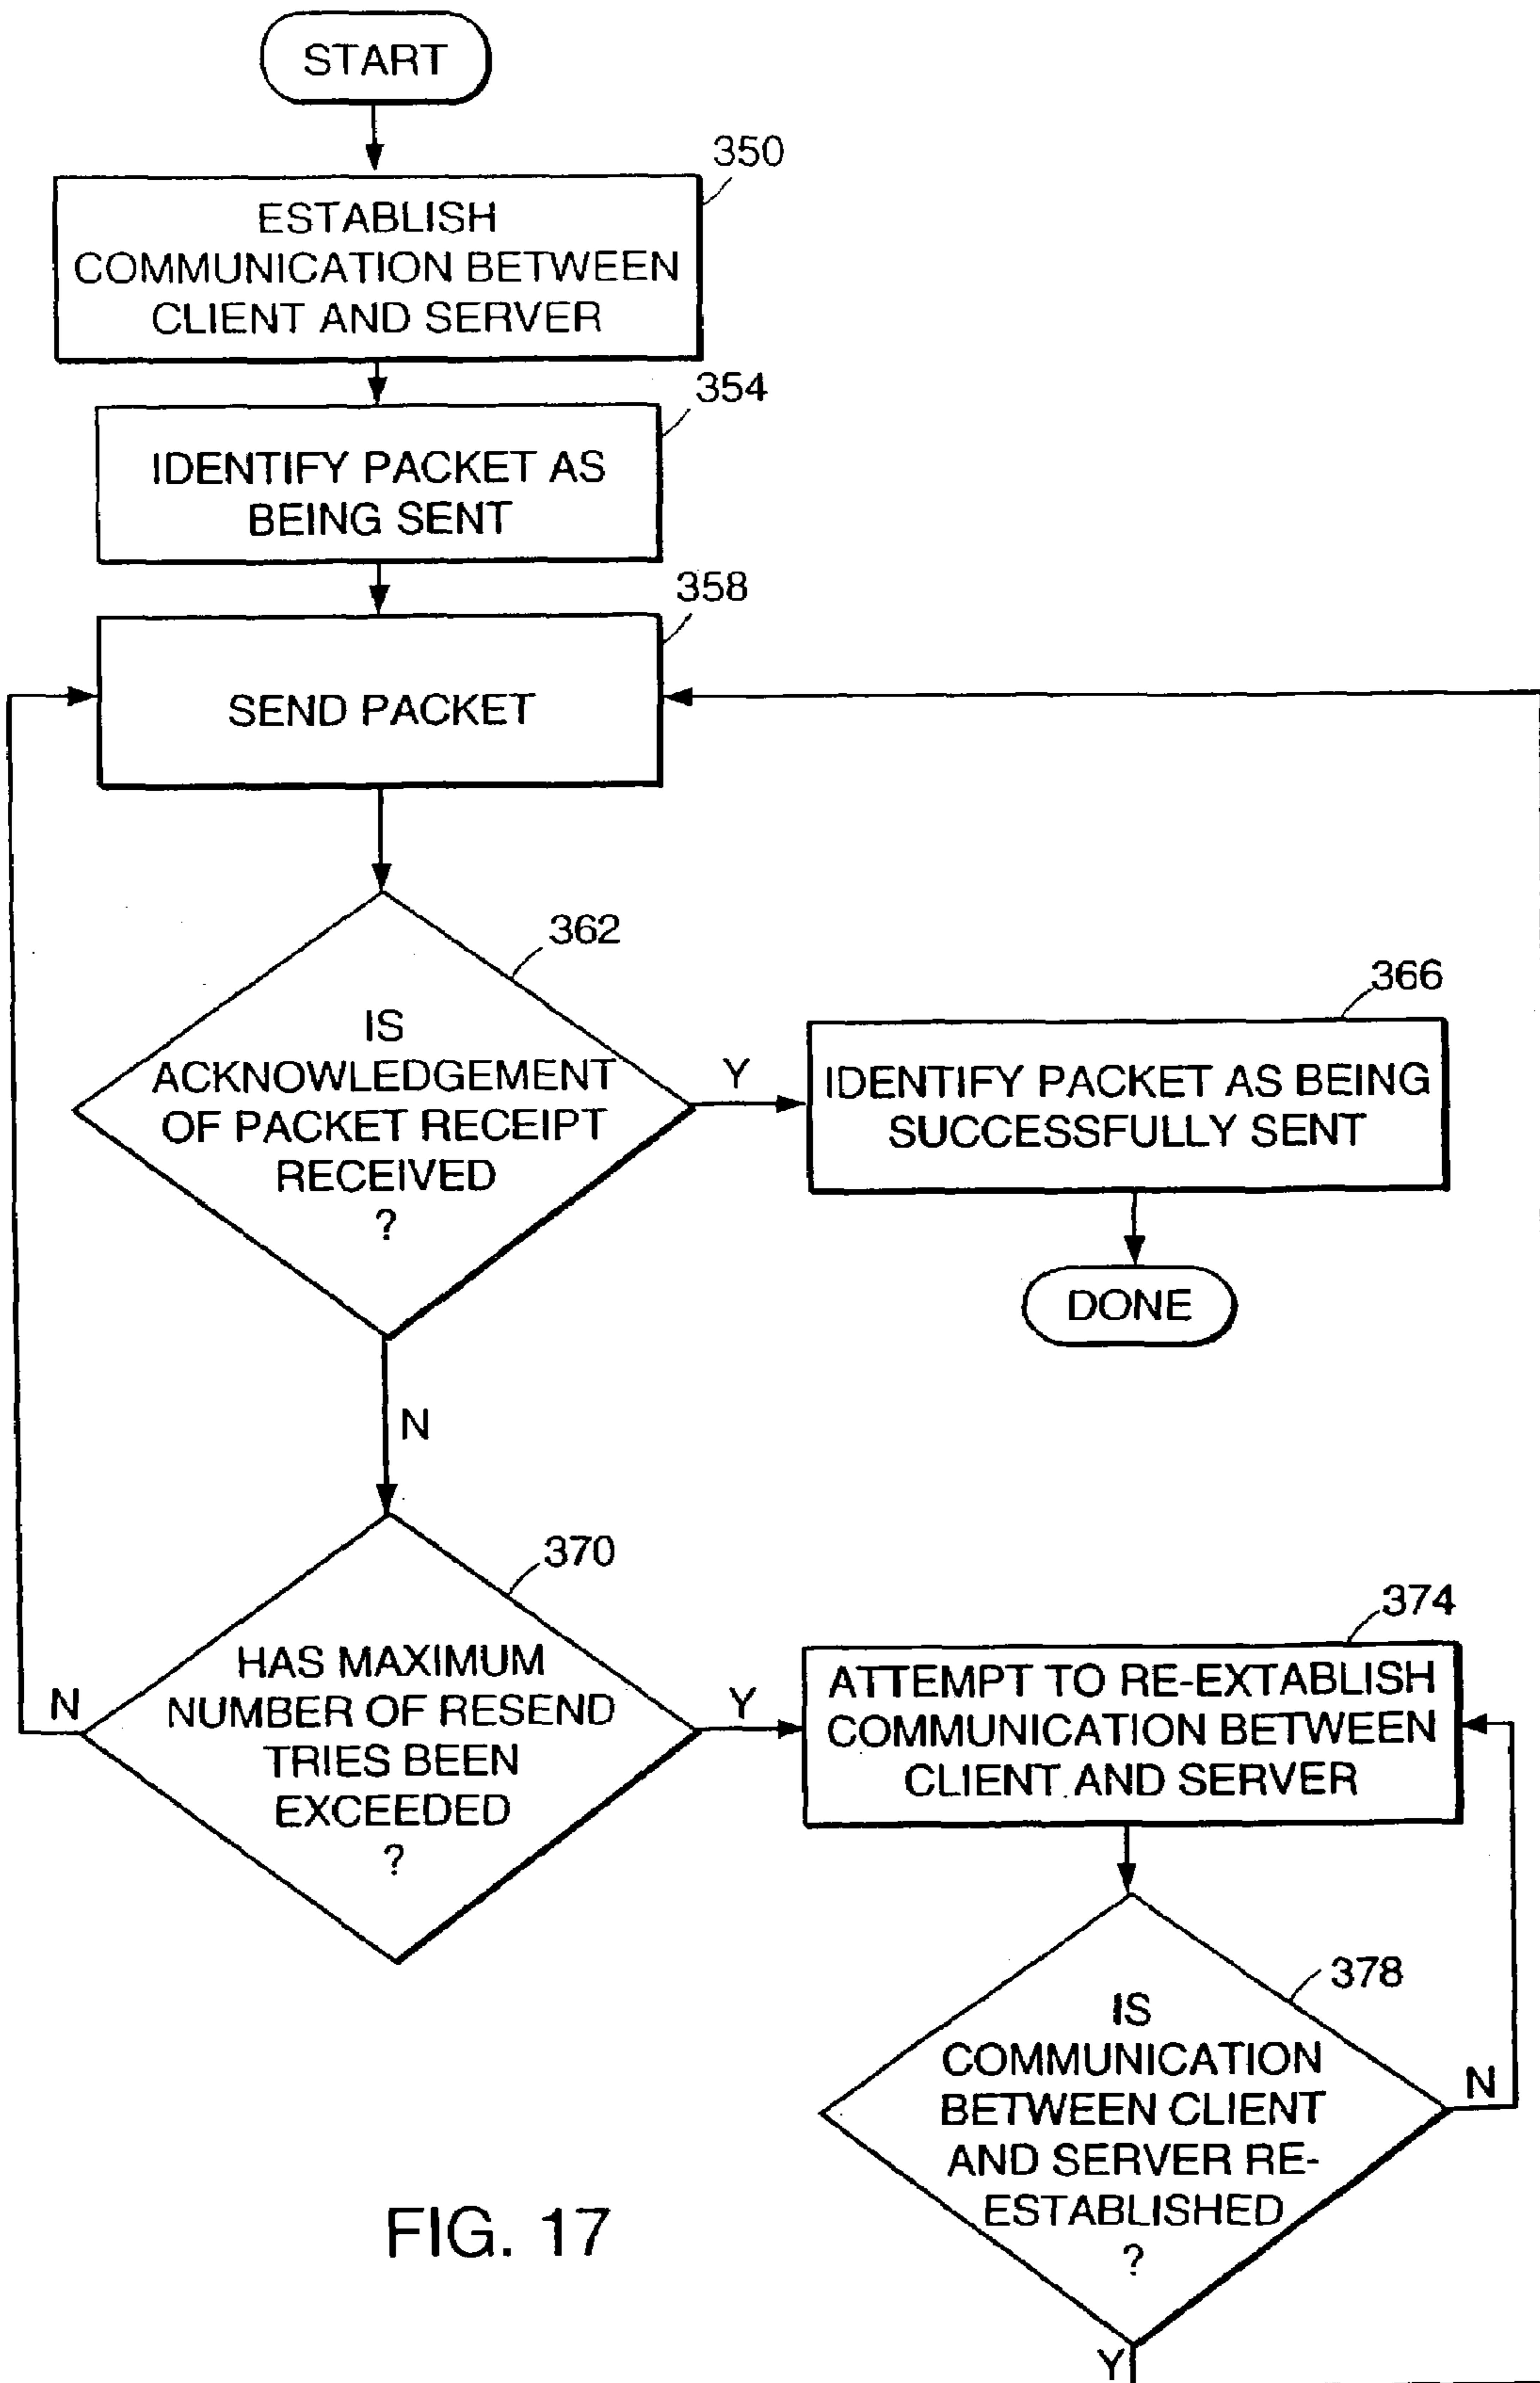 START
350
ESTABLISH
COMMUNICATION BETWEEN
CLIENT AND SERVER
354
IDENTIFY PACKET AS
BEING SENT
358
SEND PACKET
362
IS
ACKNOWLEDGEMENT
OF PACKET RECEIPT
RECEIVED
?
Y
366
IDENTIFY PACKET AS BEING
SUCCESSFULLY SENT
DONE
N
370
HAS MAXIMUM
NUMBER OF RESEND
TRIES BEEN
EXCEEDED
?
N
Y
374
ATTEMPT TO RE-EXTABLISH
COMMUNICATION BETWEEN
CLIENT AND SERVER
378
IS
COMMUNICATION
BETWEEN CLIENT
AND SERVER RE-
ESTABLISHED
?
N
Y
FIG. 17